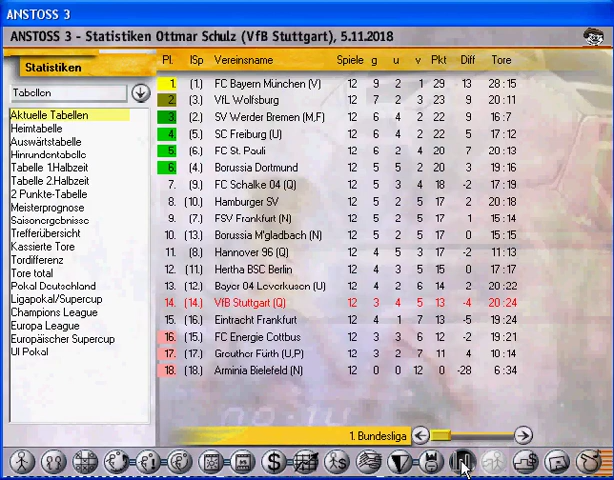 ANSTOSS 3
ANSTOSS 3 - Statistiken Ottmar Schulz (VfB Stuttgart), 5.11.2018
Statistiken
Tabellen
Aktuelle Tabellen
Heimtabelle
Auswärtstabelle
Hinrundentabelle
Tabelle 1.Halbzeit
Tabelle 2.Halbzeit
2 Punkte-Tabelle
Meisterprognose
Saisonergebnisse
Trefferübersicht
Kassierte Tore
Tordifferenz
Tore total
Pokal Deutschland
Ligapokal/Supercup
Champions League
Europa League
Europäischer Supercup
UI Pokal
Pl. lSp Vereinsname Spiele g u v Pkt Diff Tore
1. (1.) FC Bayern München (V) 12 9 2 1 29 13 28:15
2. (3.) VfL Wolfsburg 12 7 2 3 23 9 20:11
3. (2.) SV Werder Bremen (M,F) 12 6 4 2 22 9 16:7
4. (5.) SC Freiburg (U) 12 6 4 2 22 5 17:12
5. (6.) FC St. Pauli 12 6 2 4 20 7 20:13
6. (4.) Borussia Dortmund 12 5 5 2 20 3 19:16
7. (9.) FC Schalke 04 (Q) 12 5 3 4 18 -2 17:19
8. (10.) Hamburger SV 12 5 2 5 17 2 20:18
9. (7.) FSV Frankfurt (N) 12 5 2 5 17 1 15:14
10. (13.) Borussia M'gladbach (N) 12 5 2 5 17 0 15:15
11. (8.) Hannover 96 (Q) 12 4 5 3 17 -2 11:13
12. (11.) Hertha BSC Berlin 12 4 3 5 15 0 17:17
13. (12.) Bayer 04 Leverkusen (U) 12 4 2 6 14 2 20:22
14. (14.) VfB Stuttgart (Q) 12 3 4 5 13 -4 20:24
15. (16.) Eintracht Frankfurt 12 4 1 7 13 -5 19:24
16. (15.) FC Energie Cottbus 12 3 3 6 12 -2 19:21
17. (17.) Greuther Fürth (U,P) 12 3 2 7 11 4 10:14
18. (18.) Arminia Bielefeld (N) 12 0 0 12 0 -28 6:34
1. Bundesliga